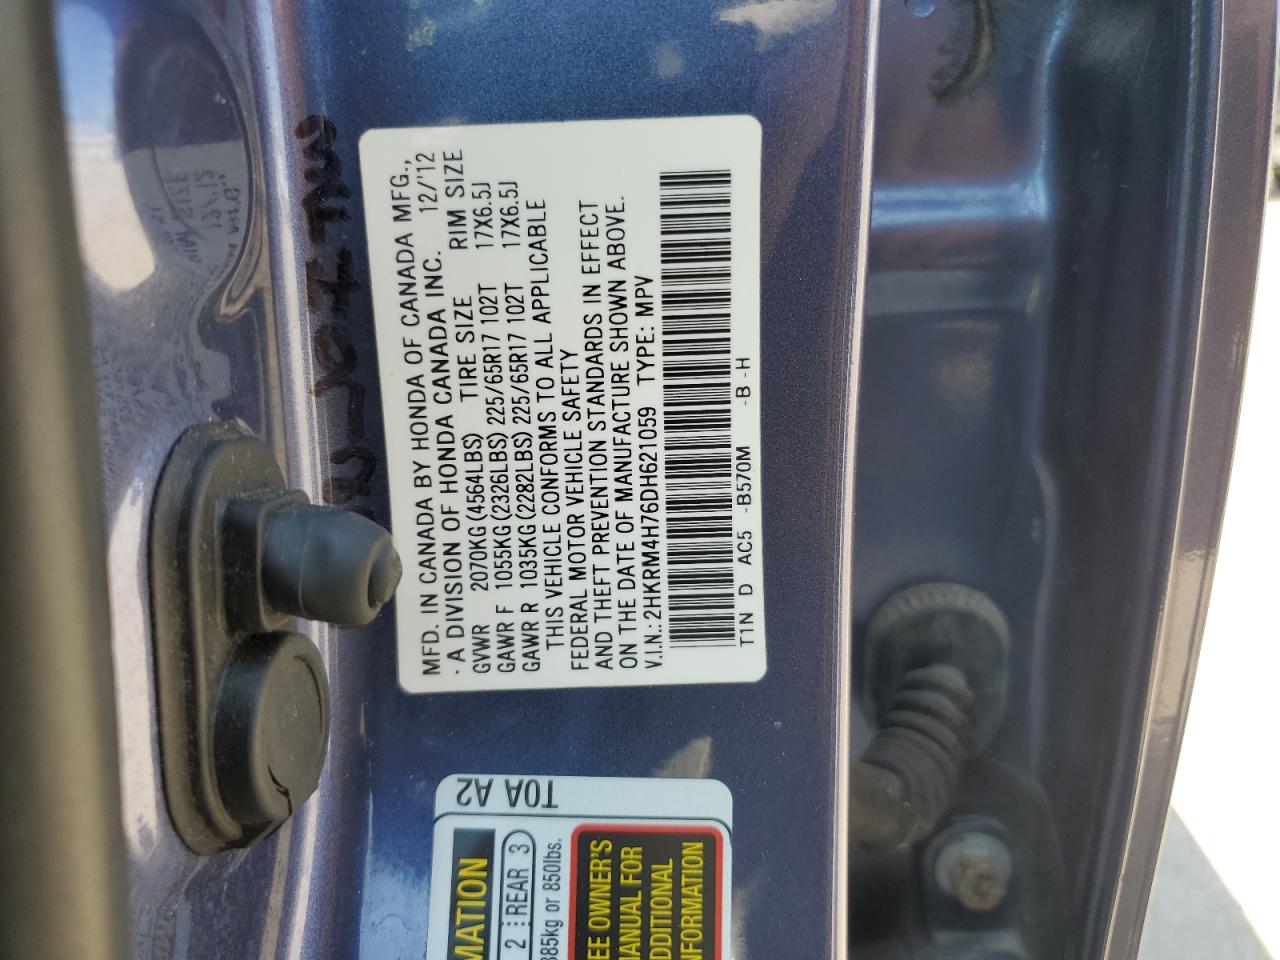 MFD. IN CANADA BY HONDA OF CANADA MFG.,
· A DIVISION OF HONDA CANADA INC. 12/'12
GVWR 2070KG (4564LBS) TIRE SIZE RIM SIZE
GAWR F 1055KG (2326LBS) 225/65R17 102T 17X6.5J
GAWR R 1035KG (2282LBS) 225/65R17 102T 17X6.5J
THIS VEHICLE CONFORMS TO ALL APPLICABLE
FEDERAL MOTOR VEHICLE SAFETY
AND THEFT PREVENTION STANDARDS IN EFFECT
ON THE DATE OF MANUFACTURE SHOWN ABOVE.
V.I.N.: 2HKRM4H76DH621059 TYPE: MPV
T1N D AC5 -B570M -B -H
T0A A2
MATION
2 REAR 3
385kg or 850lbs.
EE OWNER'S
MANUAL FOR
DDITIONAL
NFORMATION